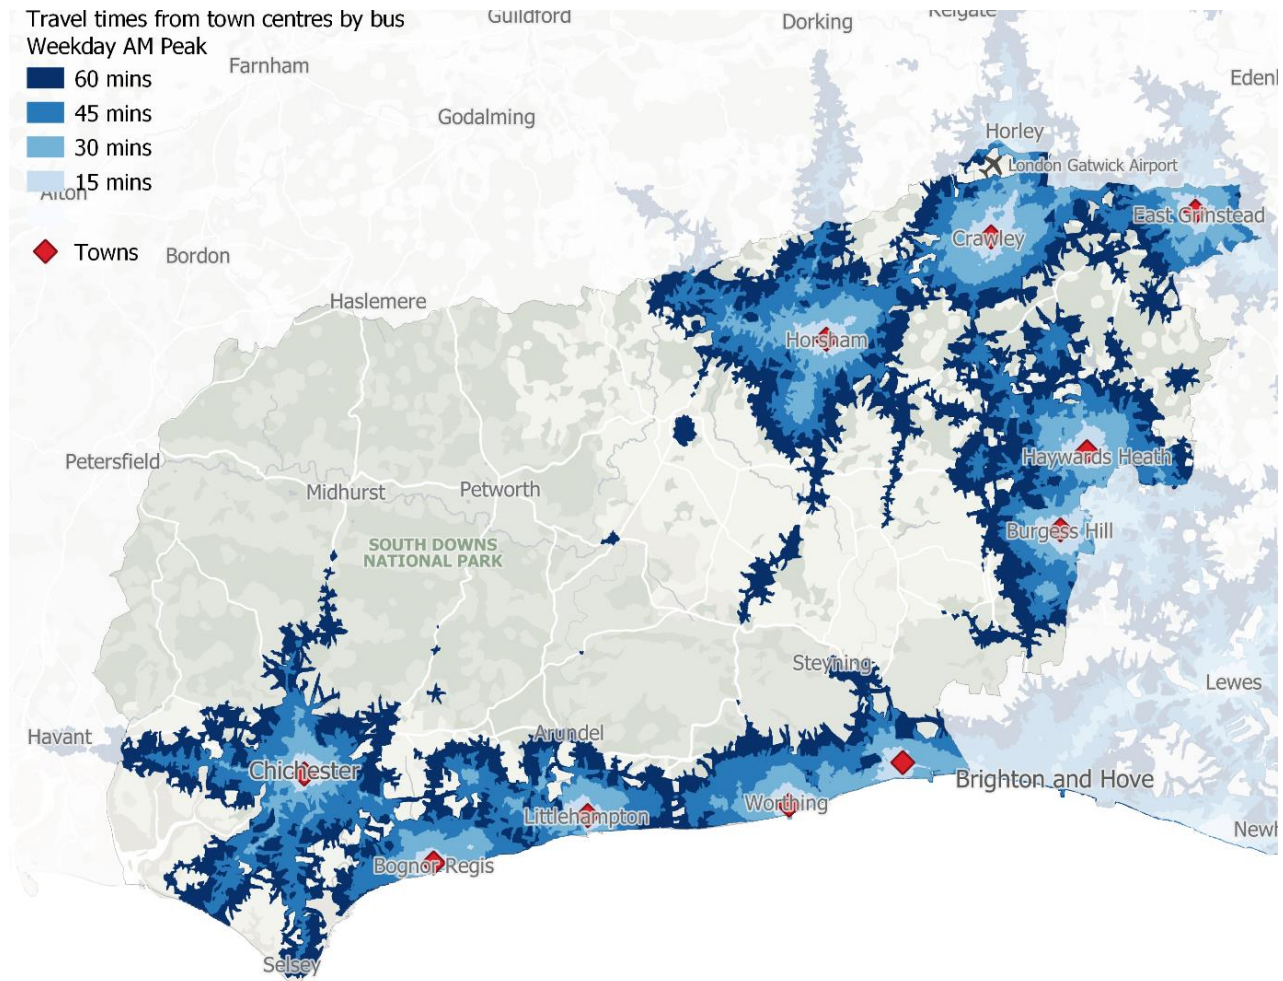 Travel times from town centres by bus
Weekday AM Peak
60 mins
45 mins
30 mins
15 mins
Towns
Guildford
Dorking
Reigate
Farnham
Godalming
Horley
London Gatwick Airport
Alton
East Grinstead
Crawley
Bordon
Haslemere
Horsham
Petersfield
Haywards Heath
Midhurst
Petworth
Burgess Hill
SOUTH DOWNS
NATIONAL PARK
Steyning
Lewes
Havant
Arundel
Chichester
Brighton and Hove
Worthing
Littlehampton
Newh
Bognor Regis
Selsey